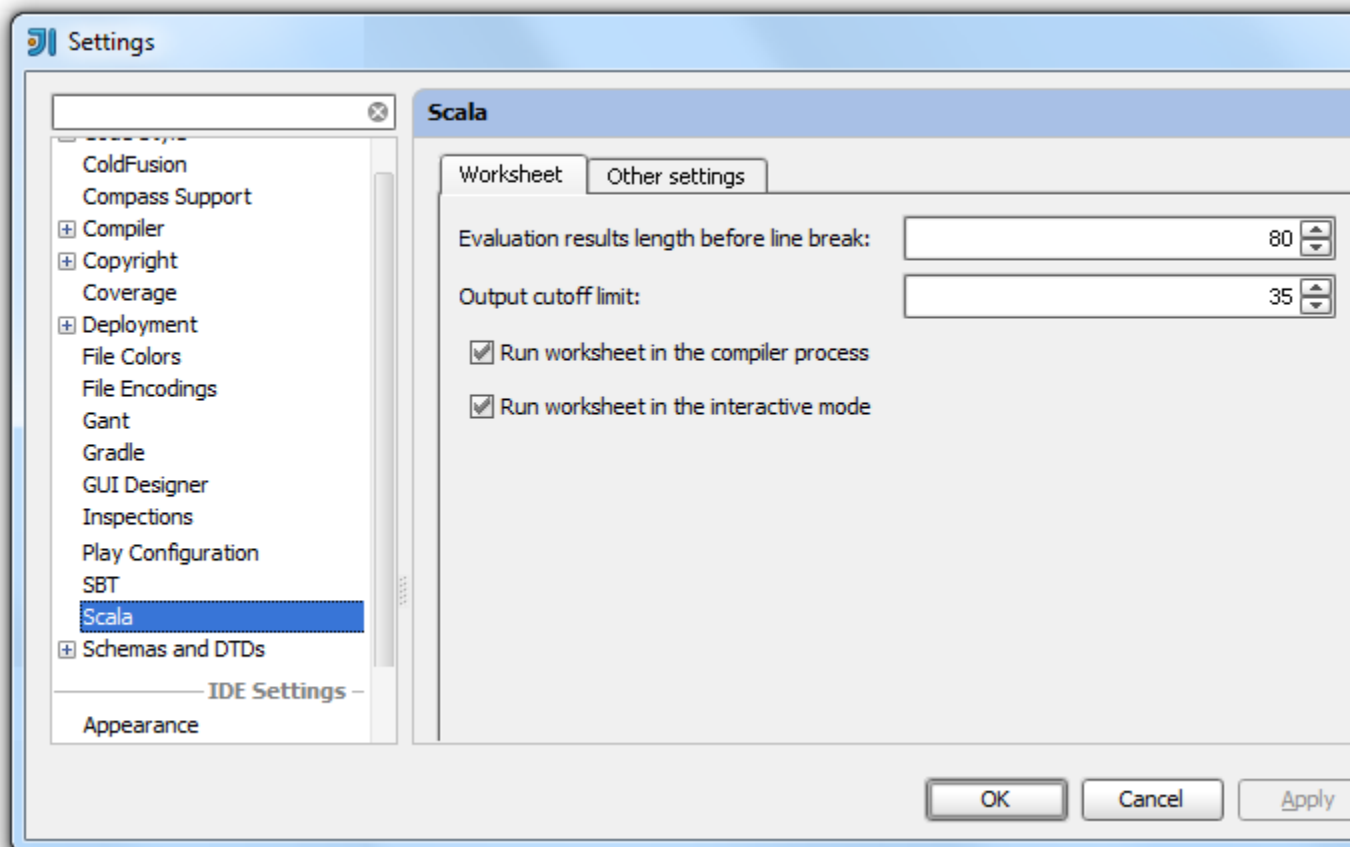 Settings
Scala
ColdFusion
Compass Support
Compiler
Copyright
Coverage
Deployment
File Colors
File Encodings
Gant
Gradle
GUI Designer
Inspections
Play Configuration
SBT
Scala
Schemas and DTDs
IDE Settings
Appearance
Worksheet Other settings
Evaluation results length before line break: 80
Output cutoff limit: 35
Run worksheet in the compiler process
Run worksheet in the interactive mode
OK Cancel Apply